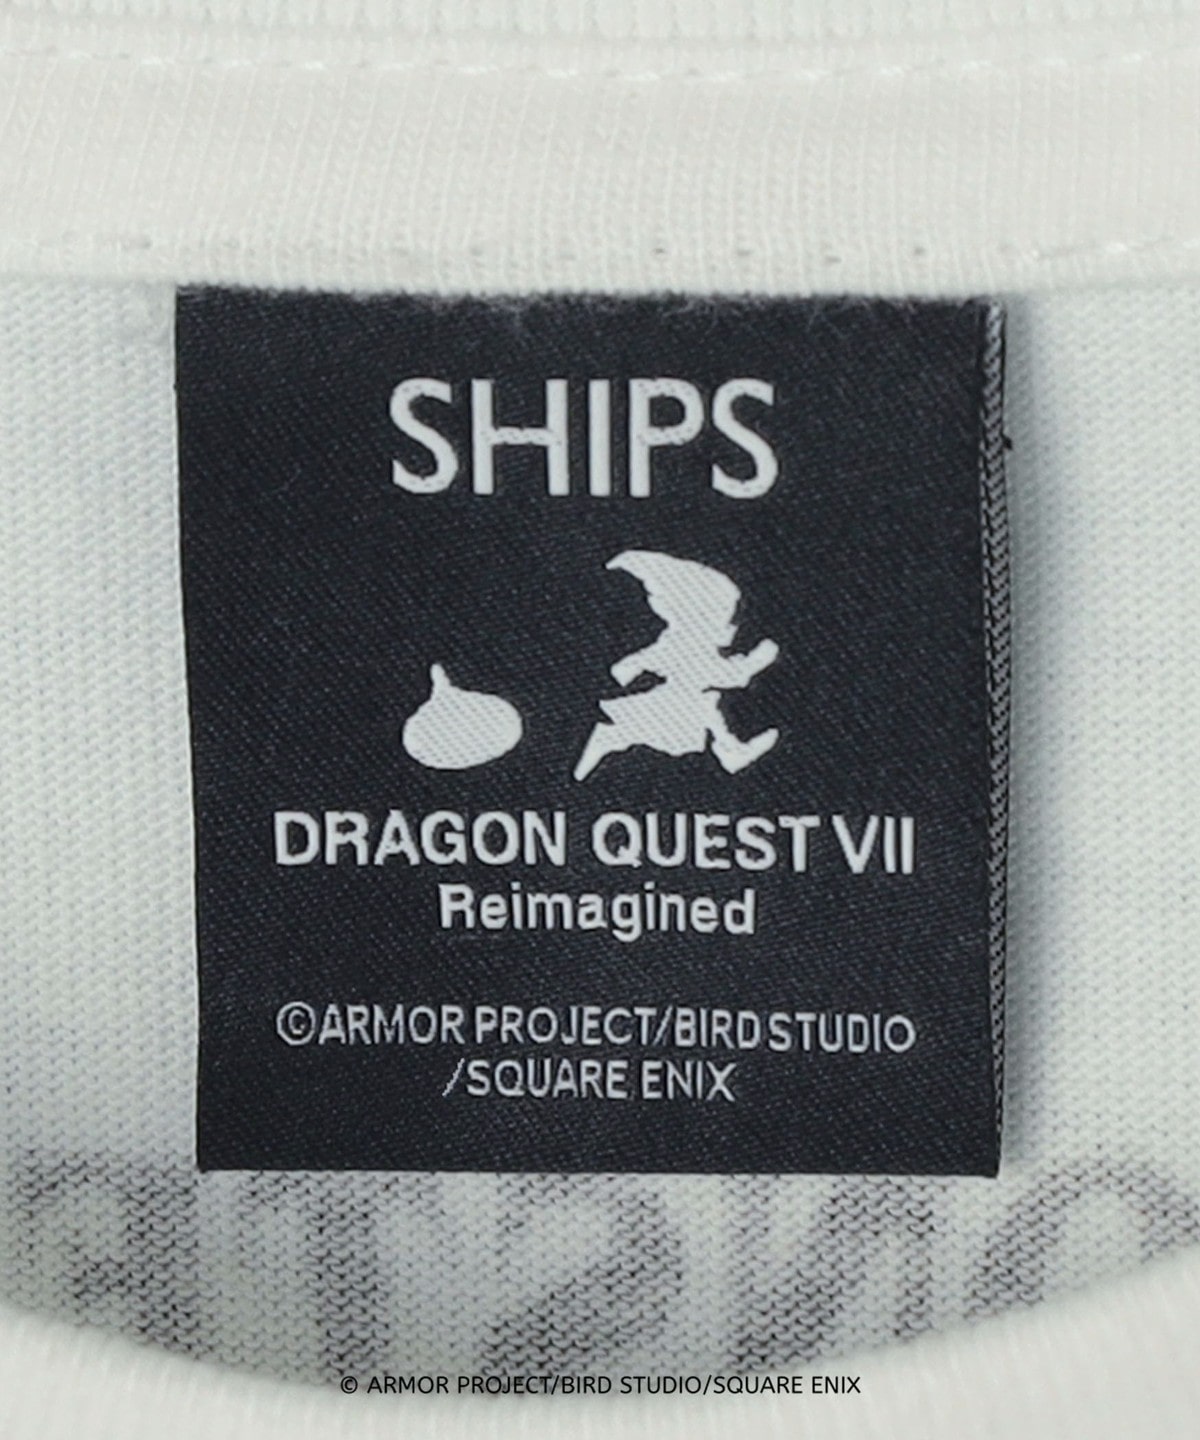 SHIPS
DRAGON QUEST VII
Reimagined
©ARMOR PROJECT/BIRD STUDIO
/SQUARE ENIX
© ARMOR PROJECT/BIRD STUDIO/SQUARE ENIX